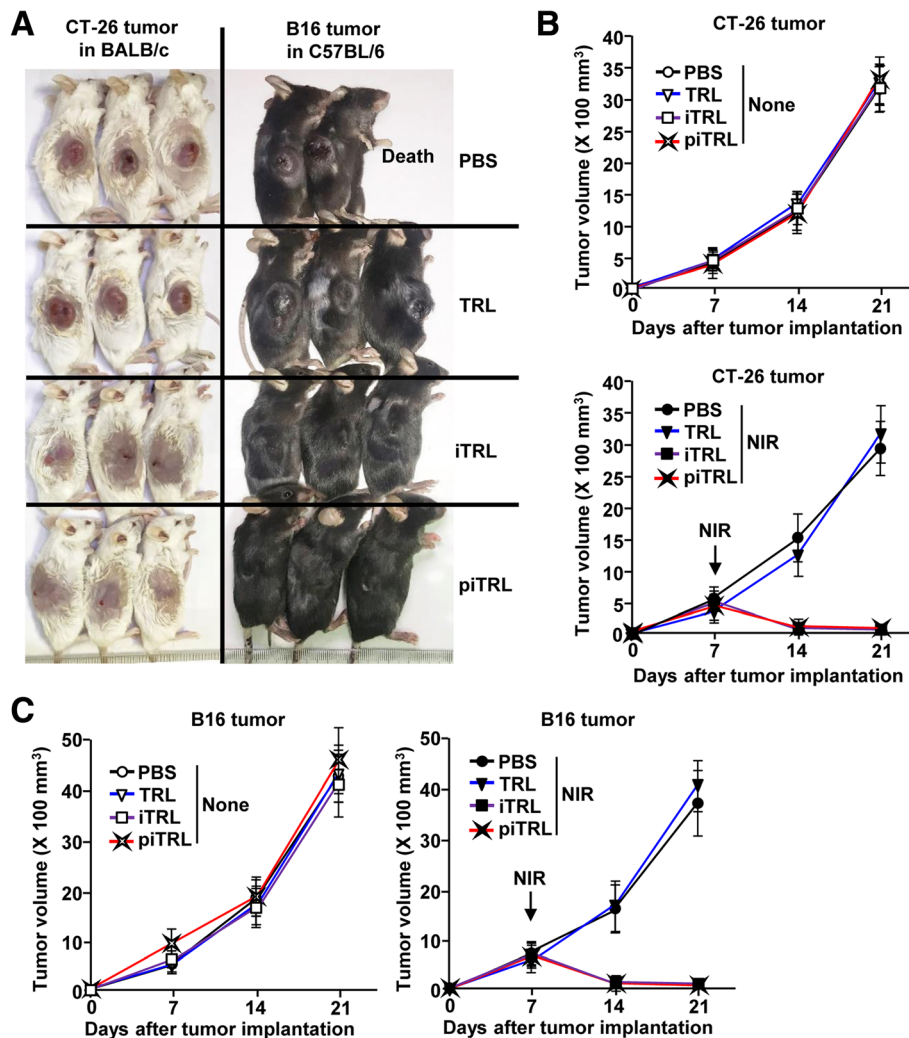 A
CT-26 tumor
in BALB/c
B16 tumor
in C57BL/6
Death
PBS
TRL
iTRL
piTRL
B
CT-26 tumor
Tumor volume (X 100 mm³)
40
35
30
25
20
15
10
5
0
PBS
TRL
iTRL
piTRL
None
0
7
14
21
Days after tumor implantation
CT-26 tumor
Tumor volume (X 100 mm³)
40
35
30
25
20
15
10
5
0
PBS
TRL
iTRL
piTRL
NIR
NIR
0
7
14
21
Days after tumor implantation
C
B16 tumor
Tumor volume (X 100 mm³)
50
40
30
20
10
0
PBS
TRL
iTRL
piTRL
None
0
7
14
21
Days after tumor implantation
B16 tumor
Tumor volume (X 100 mm³)
50
40
30
20
10
0
PBS
TRL
iTRL
piTRL
NIR
NIR
0
7
14
21
Days after tumor implantation